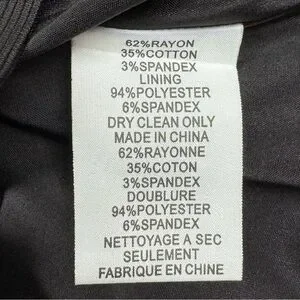 62%RAYON
35%COTTON
3%SPANDEX
LINING
94%POLYESTER
6%SPANDEX
DRY CLEAN ONLY
MADE IN CHINA
62%RAYONNE
35%COTON
3%SPANDEX
DOUBLURE
94%POLYESTER
6%SPANDEX
NETTOYAGE A SEC
SEULEMENT
FABRIQUE EN CHINE